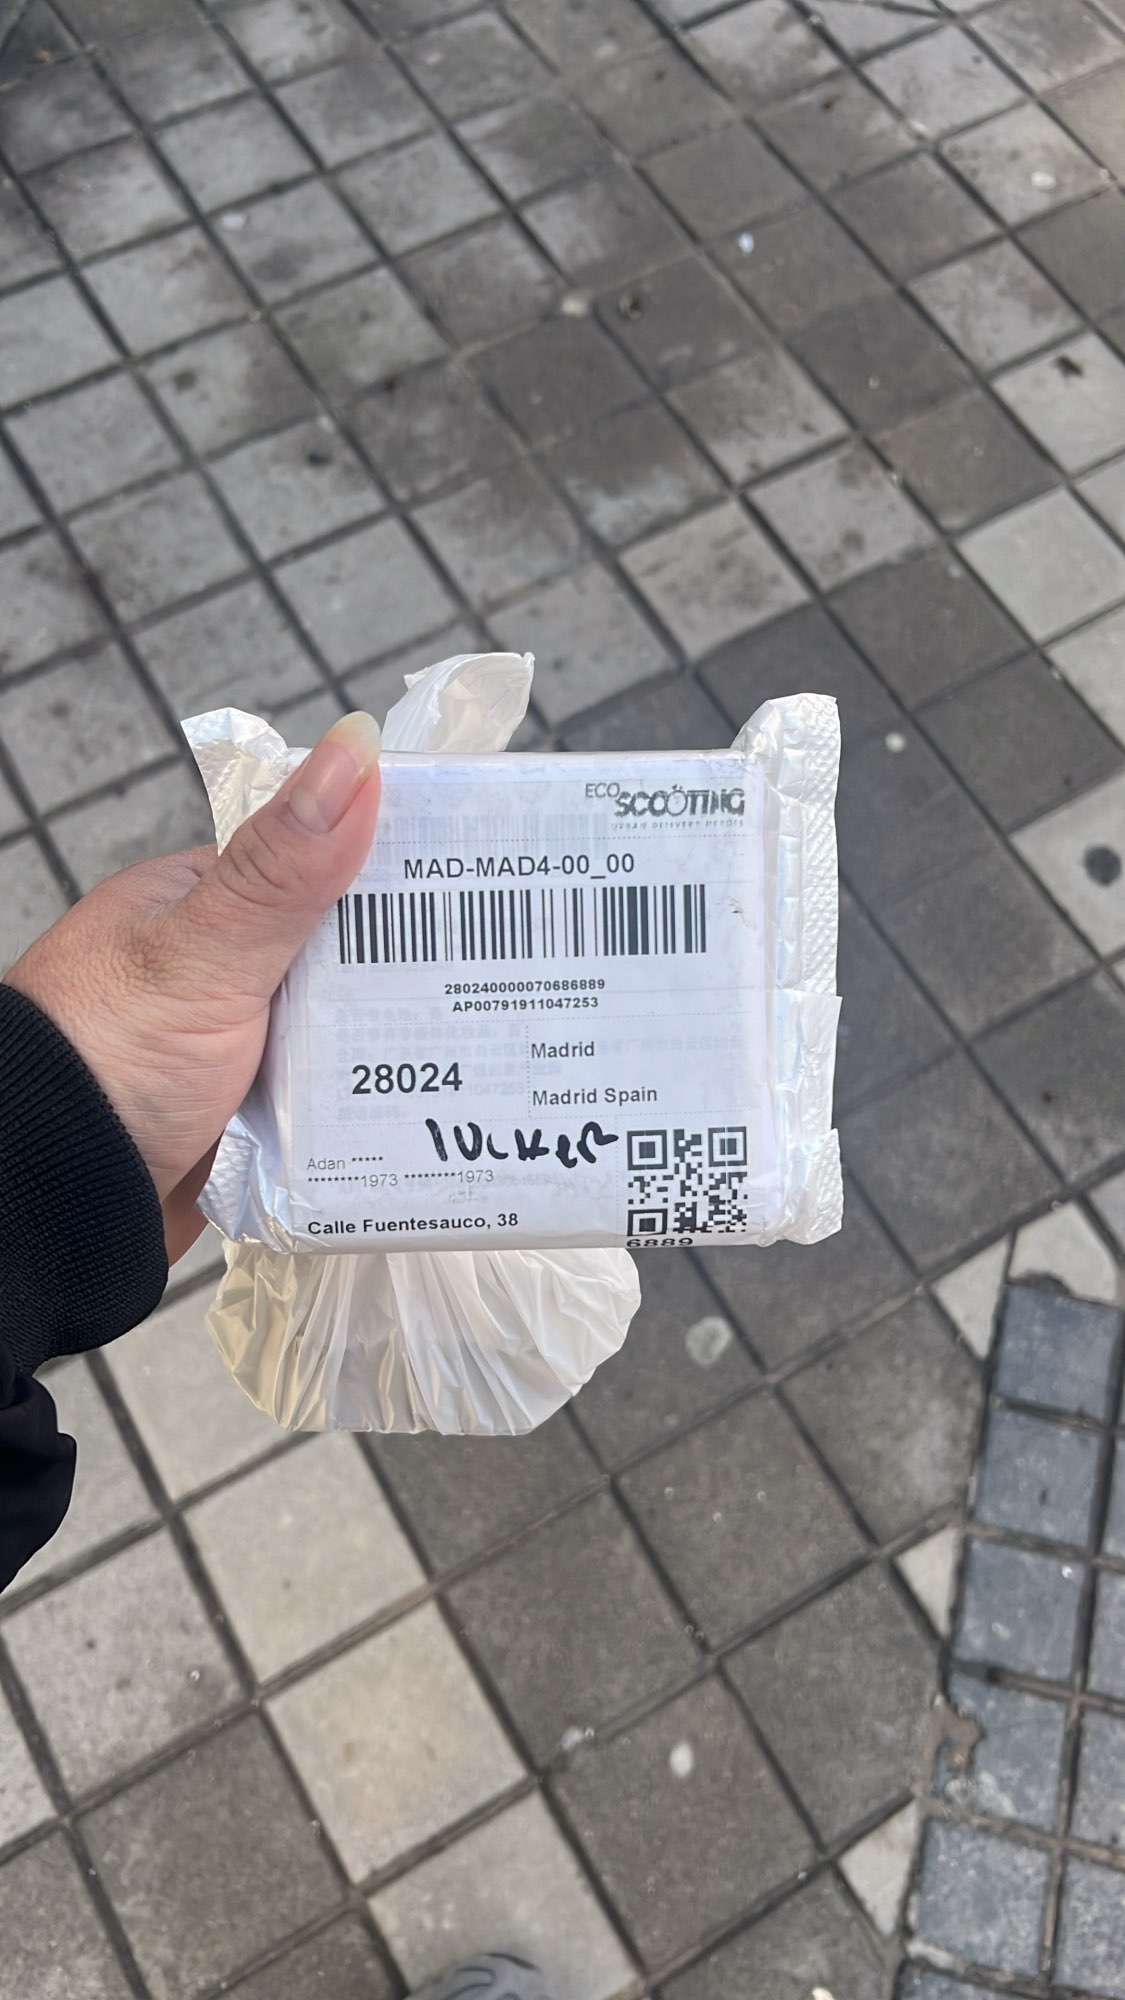 ECO
SCOOTING
URBAN DELIVERY HEROES
MAD-MAD4-00_00
280240000070686889
AP00791911047253
28024
Madrid
Madrid Spain
Adan *****
********1973 ********1973
Calle Fuentesauco, 38
6889